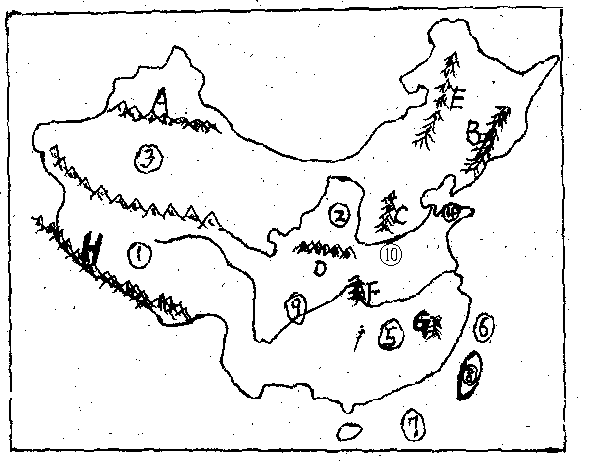 A
E
B
③
②
C
H
①
⑩
D
⑨
F
⑤
G
⑥
⑧
⑦